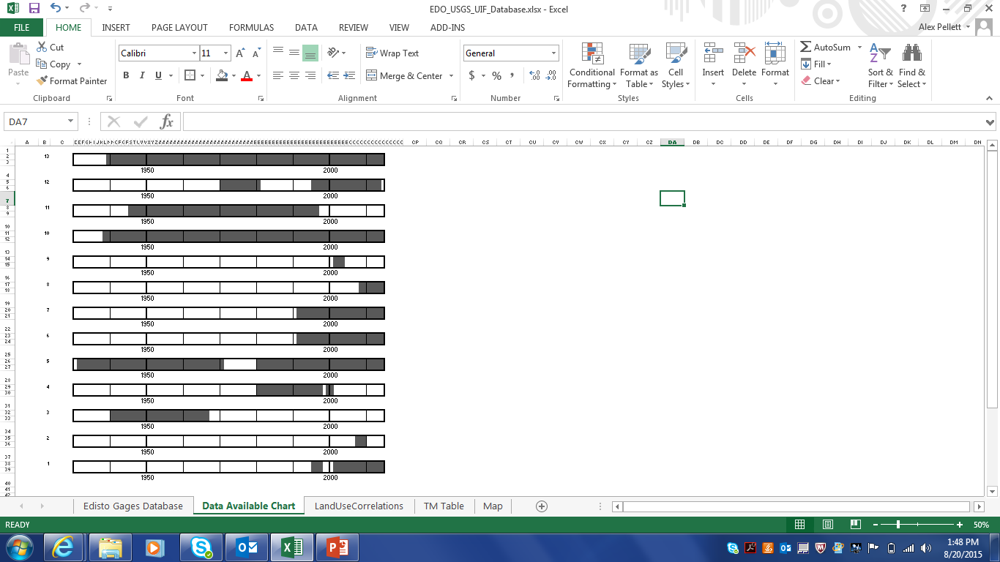 EDO_USGS_UIF_Database.xlsx - Excel
FILE HOME INSERT PAGE LAYOUT FORMULAS DATA REVIEW VIEW ADD-INS Alex Pellett
Paste Cut Copy Format Painter Clipboard
Calibri 11 B I U A Font
Wrap Text Merge & Center Alignment
General $ % , Number
Conditional Formatting Format as Table Cell Styles Styles
Insert Delete Format Cells
AutoSum Fill Clear Sort & Filter Find & Select Editing
DA7 fx
A B C CP CQ CR CS CT CU CV CW CX CY CZ DA DB DC DD DE DF DG DH DI DJ DK DL DM DN
13
1950 2000
12
1950 2000
11
1950 2000
10
1950 2000
9
1950 2000
8
1950 2000
7
1950 2000
6
1950 2000
5
1950 2000
4
1950 2000
3
1950 2000
2
1950 2000
1
1950 2000
Edisto Gages Database Data Available Chart LandUseCorrelations TM Table Map
READY 50%
1:48 PM
8/20/2015